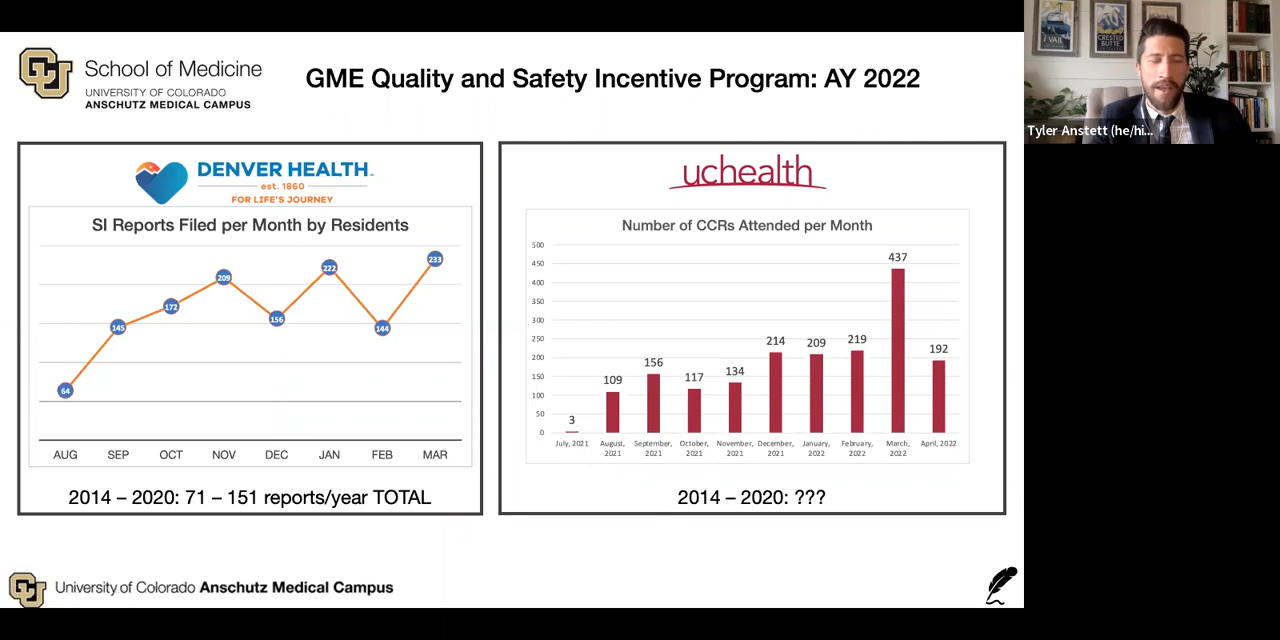 School of Medicine
UNIVERSITY OF COLORADO
ANSCHUTZ MEDICAL CAMPUS
GME Quality and Safety Incentive Program: AY 2022
DENVER HEALTH™
est. 1860
FOR LIFE'S JOURNEY
SI Reports Filed per Month by Residents
64
145
172
209
156
222
144
233
AUG SEP OCT NOV DEC JAN FEB MAR
2014 – 2020: 71 – 151 reports/year TOTAL
uchealth
Number of CCRs Attended per Month
500
450
400
350
300
250
200
150
100
50
0
3
109
156
117
134
214
209
219
437
192
July, 2021
August, 2021
September, 2021
October, 2021
November, 2021
December, 2021
January, 2022
February, 2022
March, 2022
April, 2022
2014 – 2020: ???
University of Colorado Anschutz Medical Campus
VAIL
CRESTED BUTTE
Tyler Anstett (he/hi...